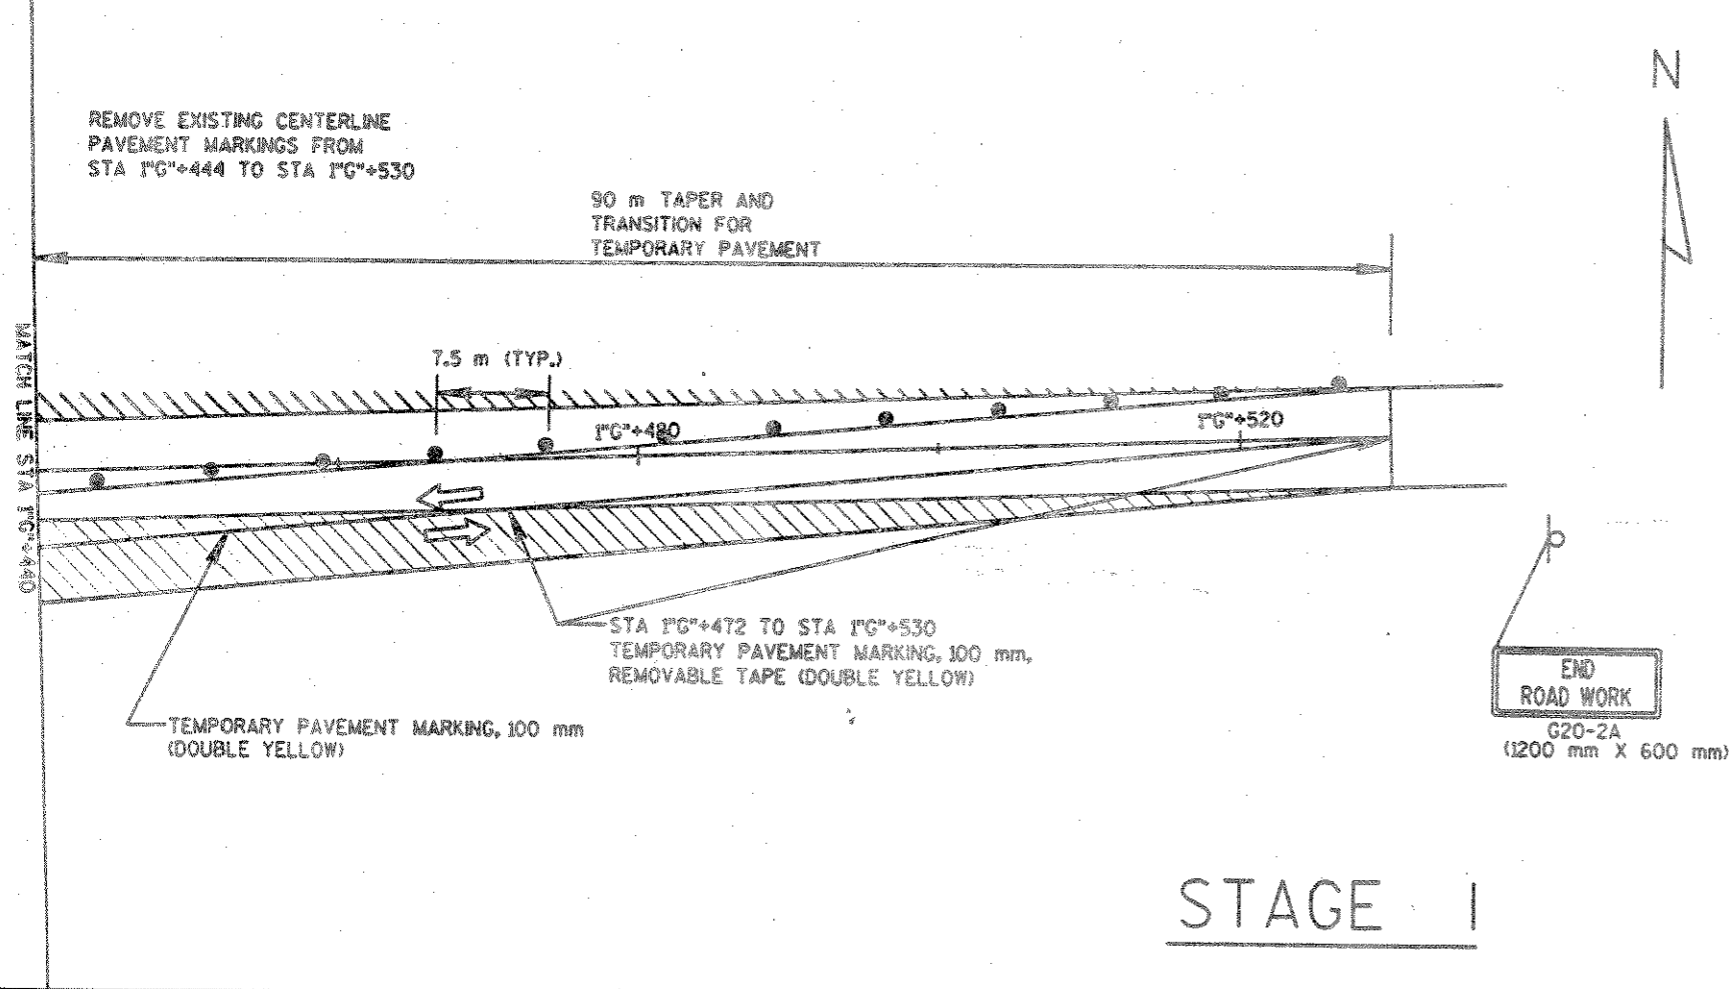 N
REMOVE EXISTING CENTERLINE
PAVEMENT MARKINGS FROM
STA 1"G"+444 TO STA 1"G"+530
90 m TAPER AND
TRANSITION FOR
TEMPORARY PAVEMENT
MATCH LINE STA 1"G"+440
7.5 m (TYP.)
1"G"+480
1"G"+520
STA 1"G"+472 TO STA 1"G"+530
TEMPORARY PAVEMENT MARKING, 100 mm,
REMOVABLE TAPE (DOUBLE YELLOW)
TEMPORARY PAVEMENT MARKING, 100 mm
(DOUBLE YELLOW)
END
ROAD WORK
G20-2A
(1200 mm X 600 mm)
STAGE 1